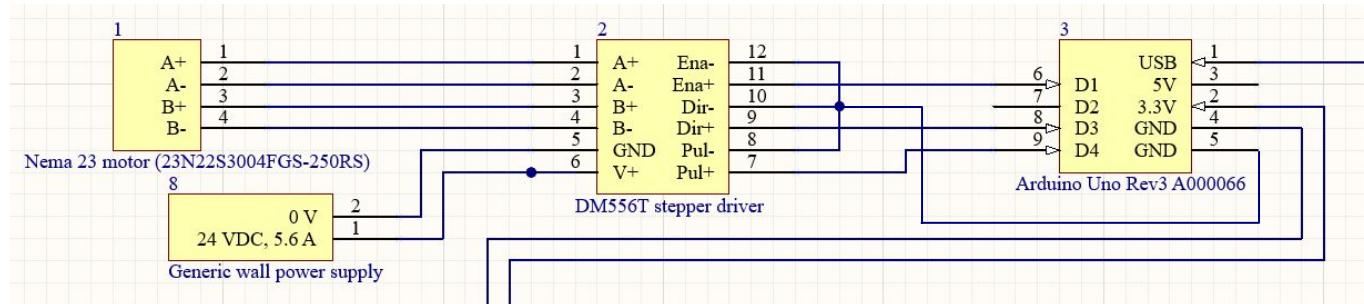 1
A+ 1
A- 2
B+ 3
B- 4
Nema 23 motor (23N22S3004FGS-250RS)
8
0 V 2
24 VDC, 5.6 A 1
Generic wall power supply
2
1 A+ Ena- 12
2 A- Ena+ 11
3 B+ Dir- 10
4 B- Dir+ 9
5 GND Pul- 8
6 V+ Pul+ 7
DM556T stepper driver
3
USB 1
6 D1 5V 3
7 D2 3.3V 2
8 D3 GND 4
9 D4 GND 5
Arduino Uno Rev3 A000066